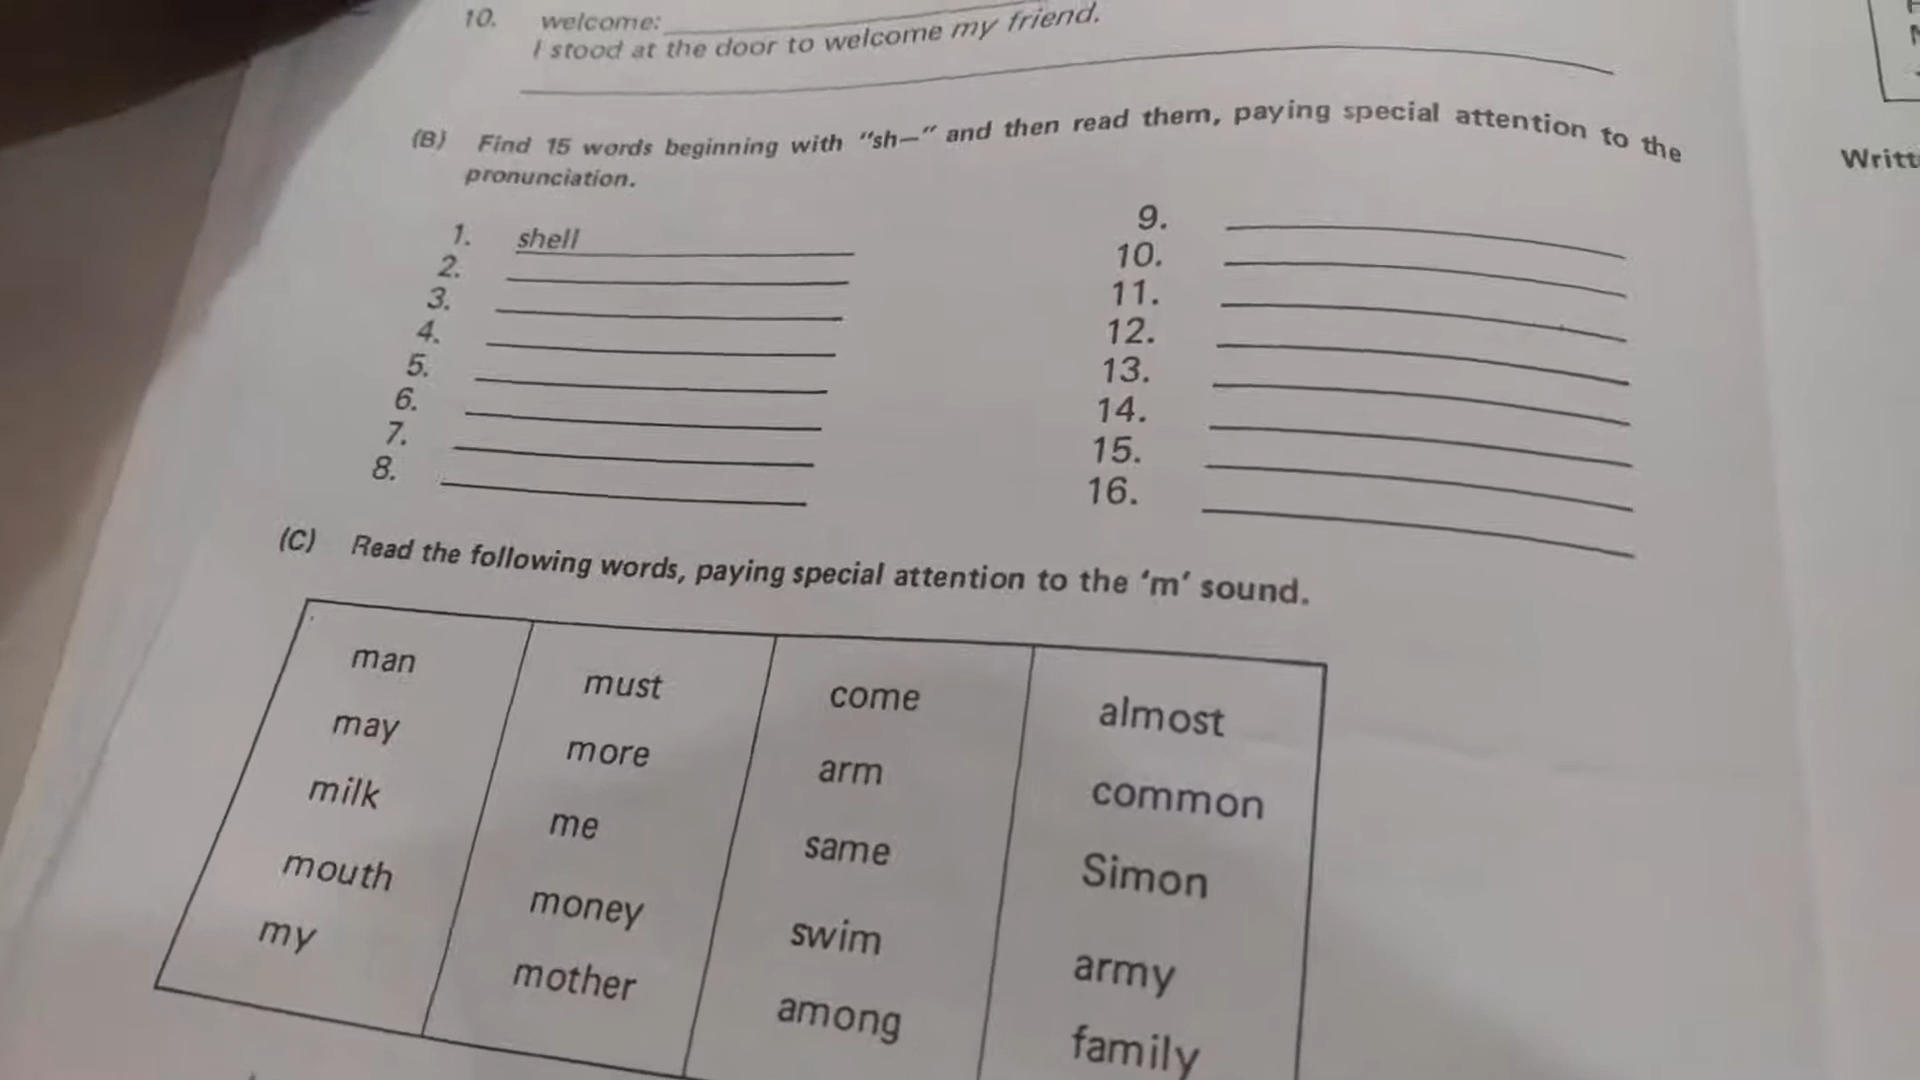 10. welcome:
I stood at the door to welcome my friend.
(B) Find 15 words beginning with “sh—” and then read them, paying special attention to the
pronunciation.
1. shell
2.
3.
4.
5.
6.
7.
8.
9.
10.
11.
12.
13.
14.
15.
16.
(C) Read the following words, paying special attention to the ‘m’ sound.
man
may
milk
mouth
my
must
more
me
money
mother
come
arm
same
swim
among
almost
common
Simon
army
family